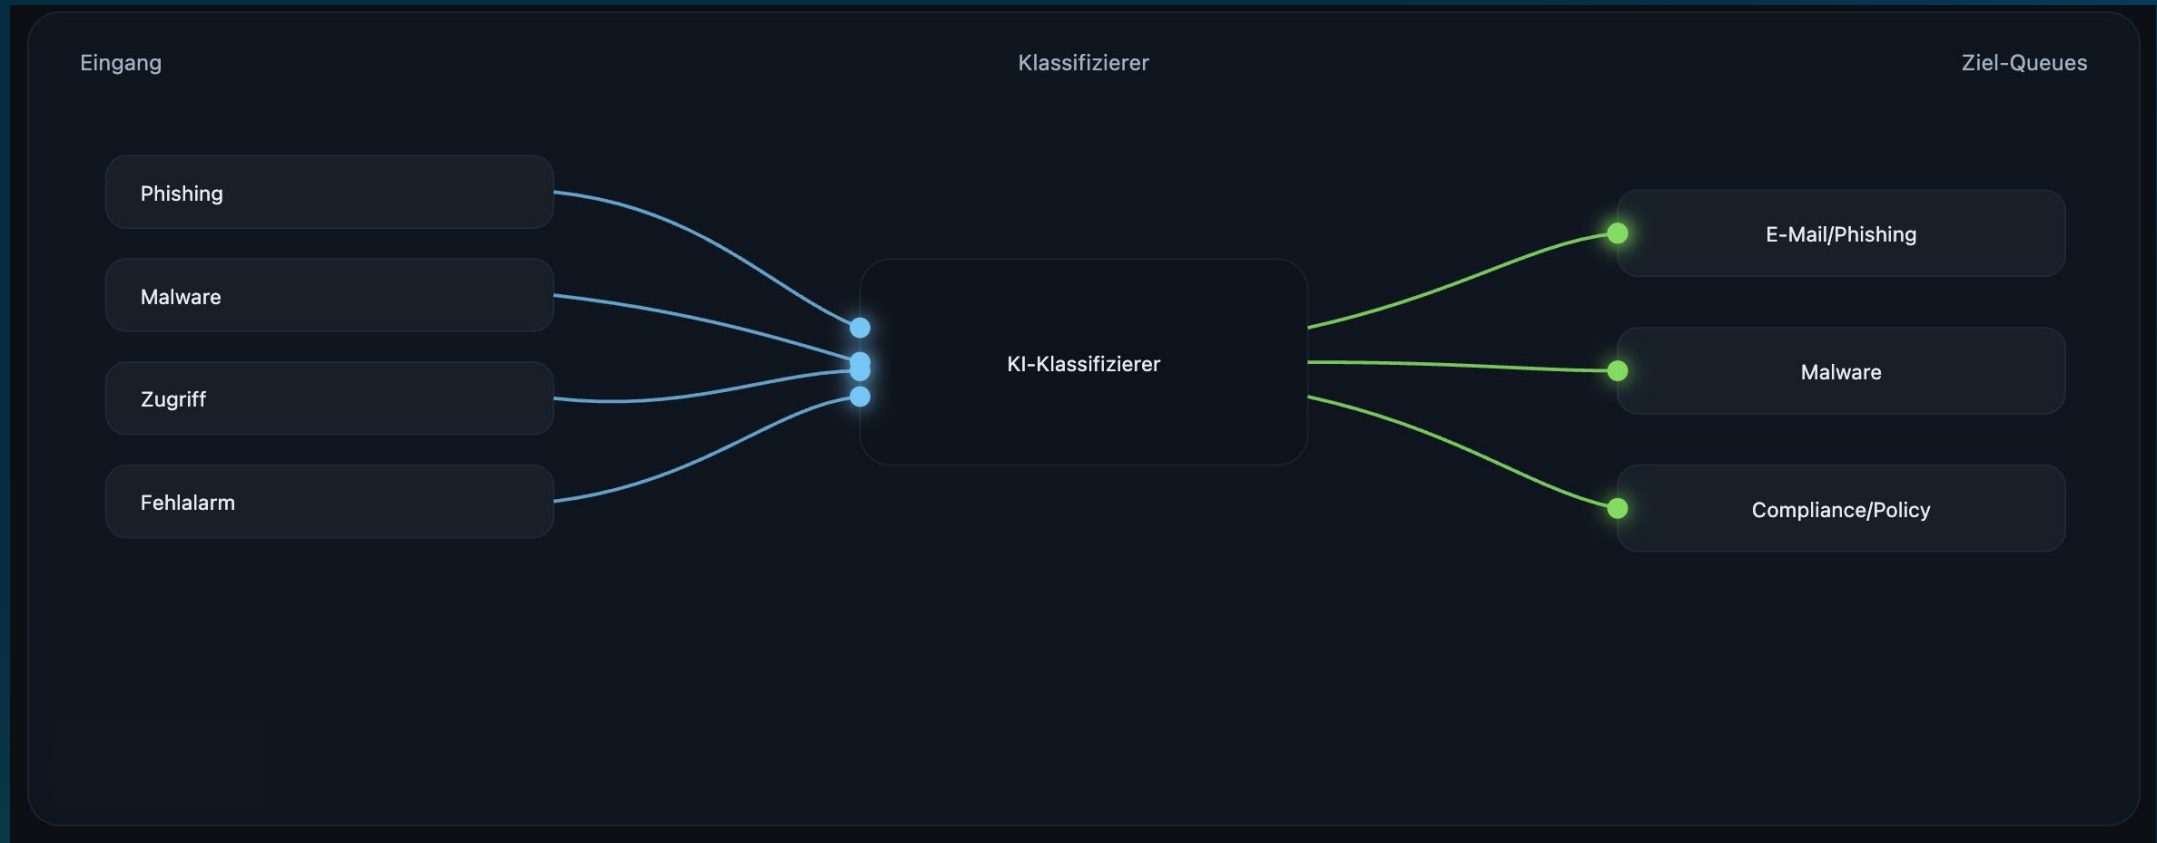 Eingang
Klassifizierer
Ziel-Queues
Phishing
Malware
Zugriff
Fehlalarm
KI-Klassifizierer
E-Mail/Phishing
Malware
Compliance/Policy